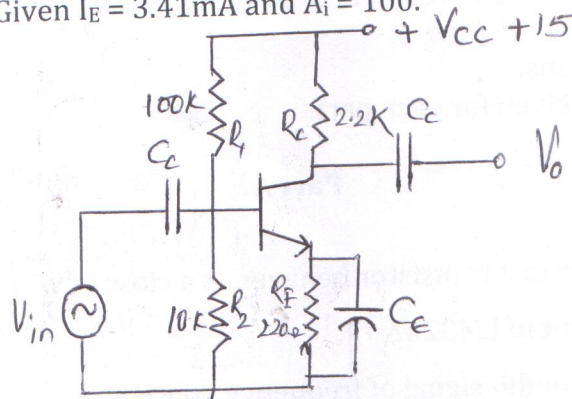 Given IE = 3.41mA and Ai = 100.
+ VCC +15
100K
R1
RC
2.2K
CC
CC
Vo
Vin
10K
R2
RE
220Ω
CE